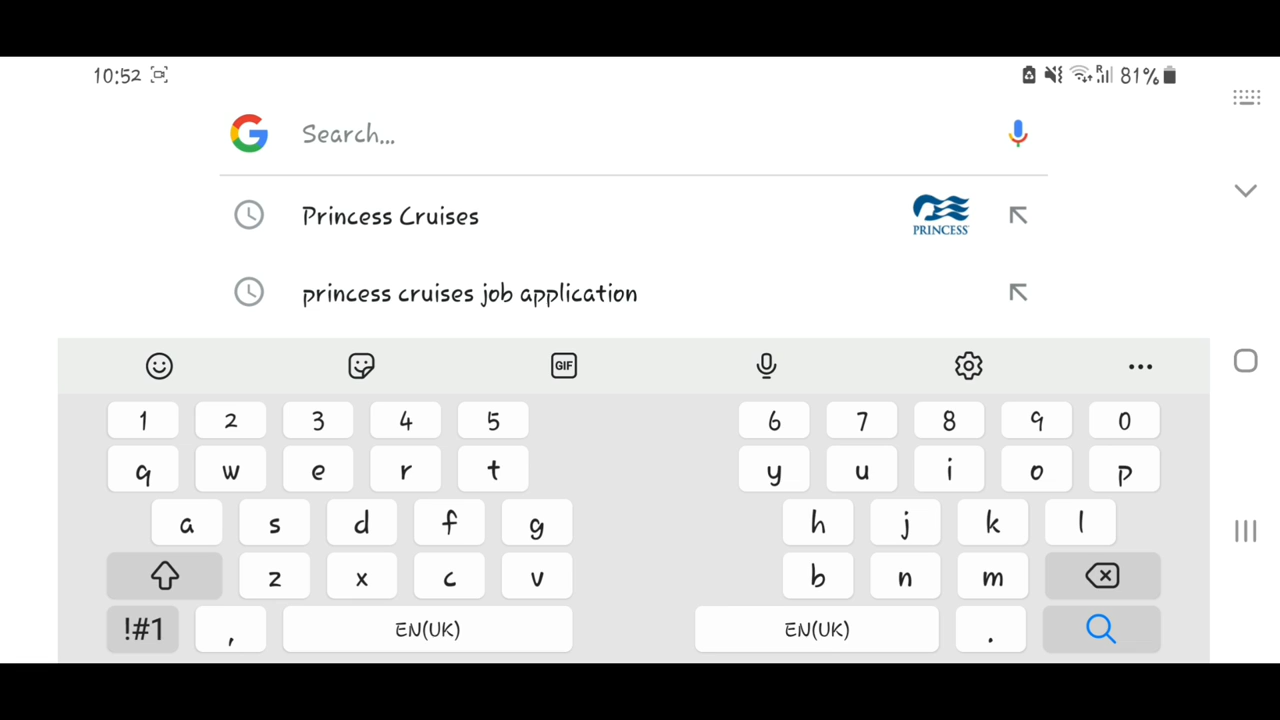 10:52 R 81%
Search...
Princess Cruises PRINCESS
princess cruises job application
GIF
1 2 3 4 5 6 7 8 9 0
q w e r t y u i o p
a s d f g h j k l
z x c v b n m
!#1 , EN(UK) EN(UK) .